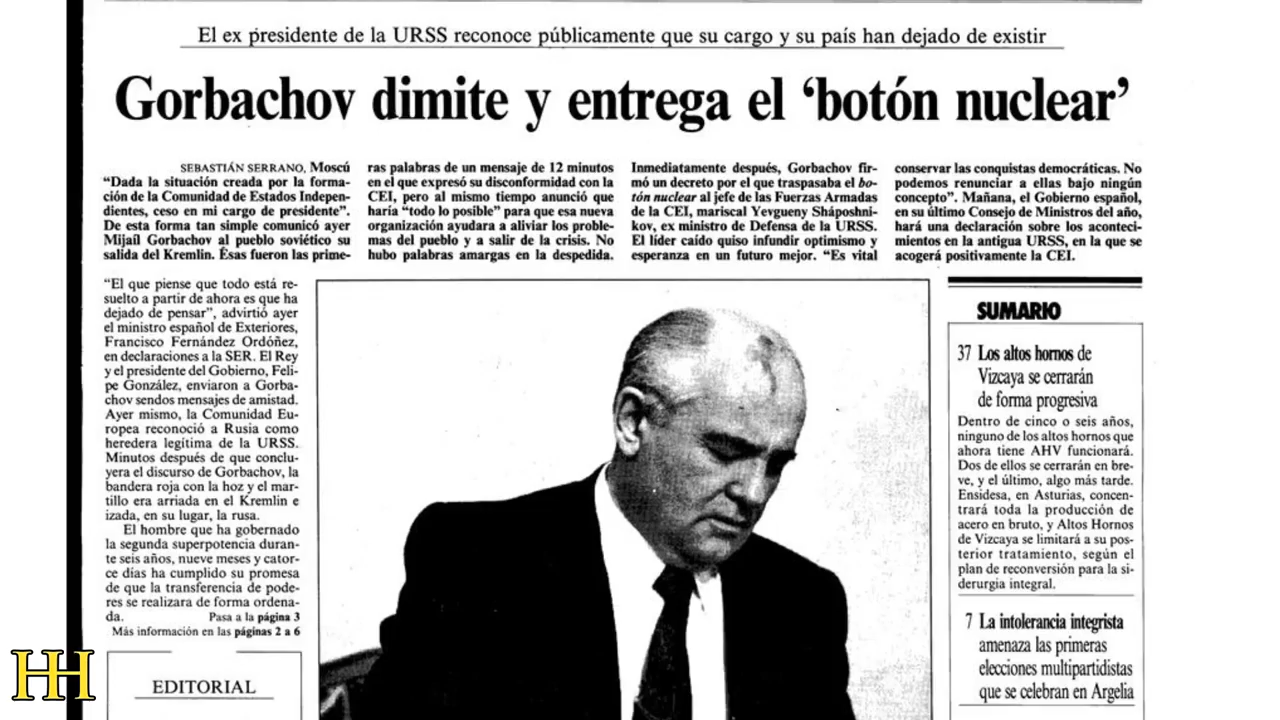 El ex presidente de la URSS reconoce públicamente que su cargo y su país han dejado de existir
Gorbachov dimite y entrega el ‘botón nuclear’
SEBASTIÁN SERRANO, Moscú
“Dada la situación creada por la forma-
ción de la Comunidad de Estados Indepen-
dientes, ceso en mi cargo de presidente”.
De esta forma tan simple comunicó ayer
Mijaíl Gorbachov al pueblo soviético su
salida del Kremlin. Esas fueron las prime-
ras palabras de un mensaje de 12 minutos
en el que expresó su disconformidad con la
CEI, pero al mismo tiempo anunció que
haría “todo lo posible” para que esa nueva
organización ayudara a aliviar los proble-
mas del pueblo y a salir de la crisis. No
hubo palabras amargas en la despedida.
Inmediatamente después, Gorbachov fir-
mó un decreto por el que traspasaba el bo-
tón nuclear al jefe de las Fuerzas Armadas
de la CEI, mariscal Yevgueny Sháposhni-
kov, ex ministro de Defensa de la URSS.
El líder caído quiso infundir optimismo y
esperanza en un futuro mejor. “Es vital
conservar las conquistas democráticas. No
podemos renunciar a ellas bajo ningún
concepto”. Mañana, el Gobierno español,
en su último Consejo de Ministros del año,
hará una declaración sobre los aconteci-
mientos en la antigua URSS, en la que se
acogerá positivamente la CEI.
“El que piense que todo está re-
suelto a partir de ahora es que ha
dejado de pensar”, advirtió ayer
el ministro español de Exteriores,
Francisco Fernández Ordóñez,
en declaraciones a la SER. El Rey
y el presidente del Gobierno, Feli-
pe González, enviaron a Gorba-
chov sendos mensajes de amistad.
Ayer mismo, la Comunidad Eu-
ropea reconoció a Rusia como
heredera legítima de la URSS.
Minutos después de que conclu-
yera el discurso de Gorbachov, la
bandera roja con la hoz y el mar-
tillo era arriada en el Kremlin e
izada, en su lugar, la rusa.
El hombre que ha gobernado
la segunda superpotencia duran-
te seis años, nueve meses y cator-
ce días ha cumplido su promesa
de que la transferencia de pode-
res se realizara de forma ordena-
da. Pasa a la página 3
Más información en las páginas 2 a 6
EDITORIAL
SUMARIO
37 Los altos hornos de
Vizcaya se cerrarán
de forma progresiva
Dentro de cinco o seis años,
ninguno de los altos hornos que
ahora tiene AHV funcionará.
Dos de ellos se cerrarán en bre-
ve, y el último, algo más tarde.
Ensidesa, en Asturias, concen-
trará toda la producción de
acero en bruto, y Altos Hornos
de Vizcaya se limitará a su pos-
terior tratamiento, según el
plan de reconversión para la si-
derurgia integral.
7 La intolerancia integrista
amenaza las primeras
elecciones multipartidistas
que se celebran en Argelia
HH